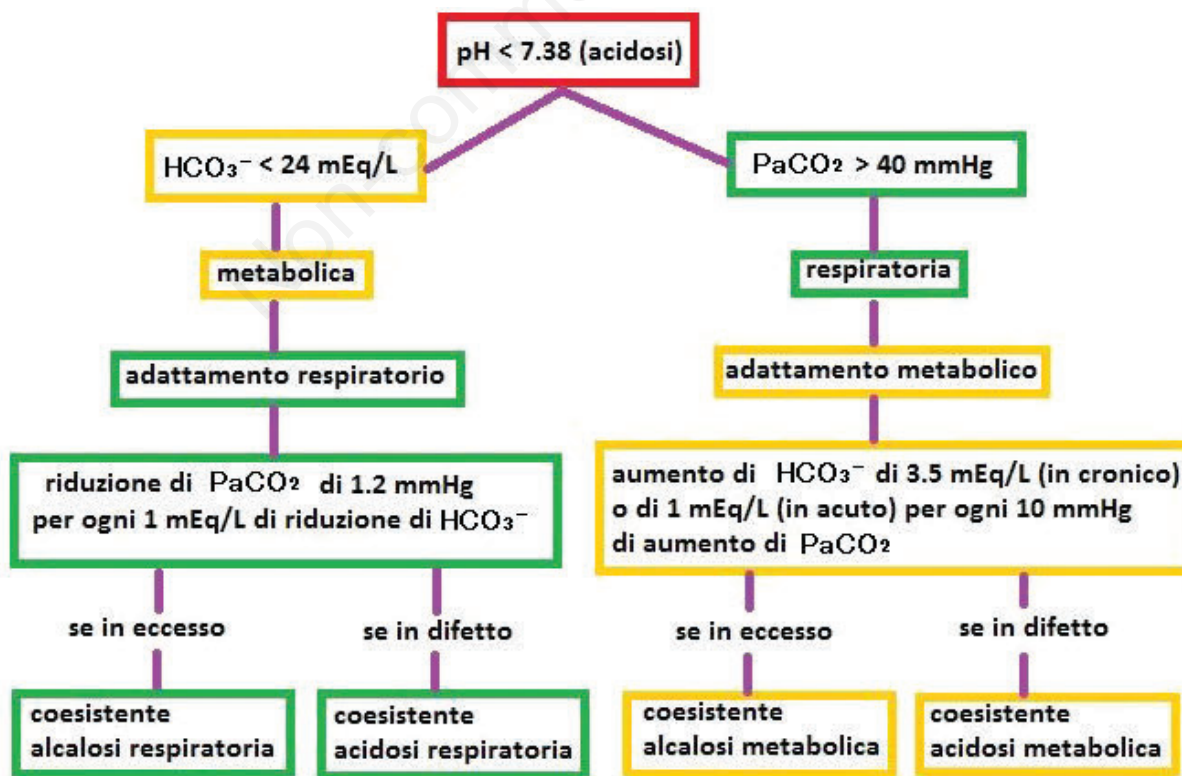 pH < 7.38 (acidosi)
HCO₃⁻ < 24 mEq/L
PaCO₂ > 40 mmHg
metabolica
respiratoria
adattamento respiratorio
adattamento metabolico
riduzione di PaCO₂ di 1.2 mmHg
per ogni 1 mEq/L di riduzione di HCO₃⁻
aumento di HCO₃⁻ di 3.5 mEq/L (in cronico)
o di 1 mEq/L (in acuto) per ogni 10 mmHg
di aumento di PaCO₂
se in eccesso
se in difetto
se in eccesso
se in difetto
coesistente
alcalosi respiratoria
coesistente
acidosi respiratoria
coesistente
alcalosi metabolica
coesistente
acidosi metabolica